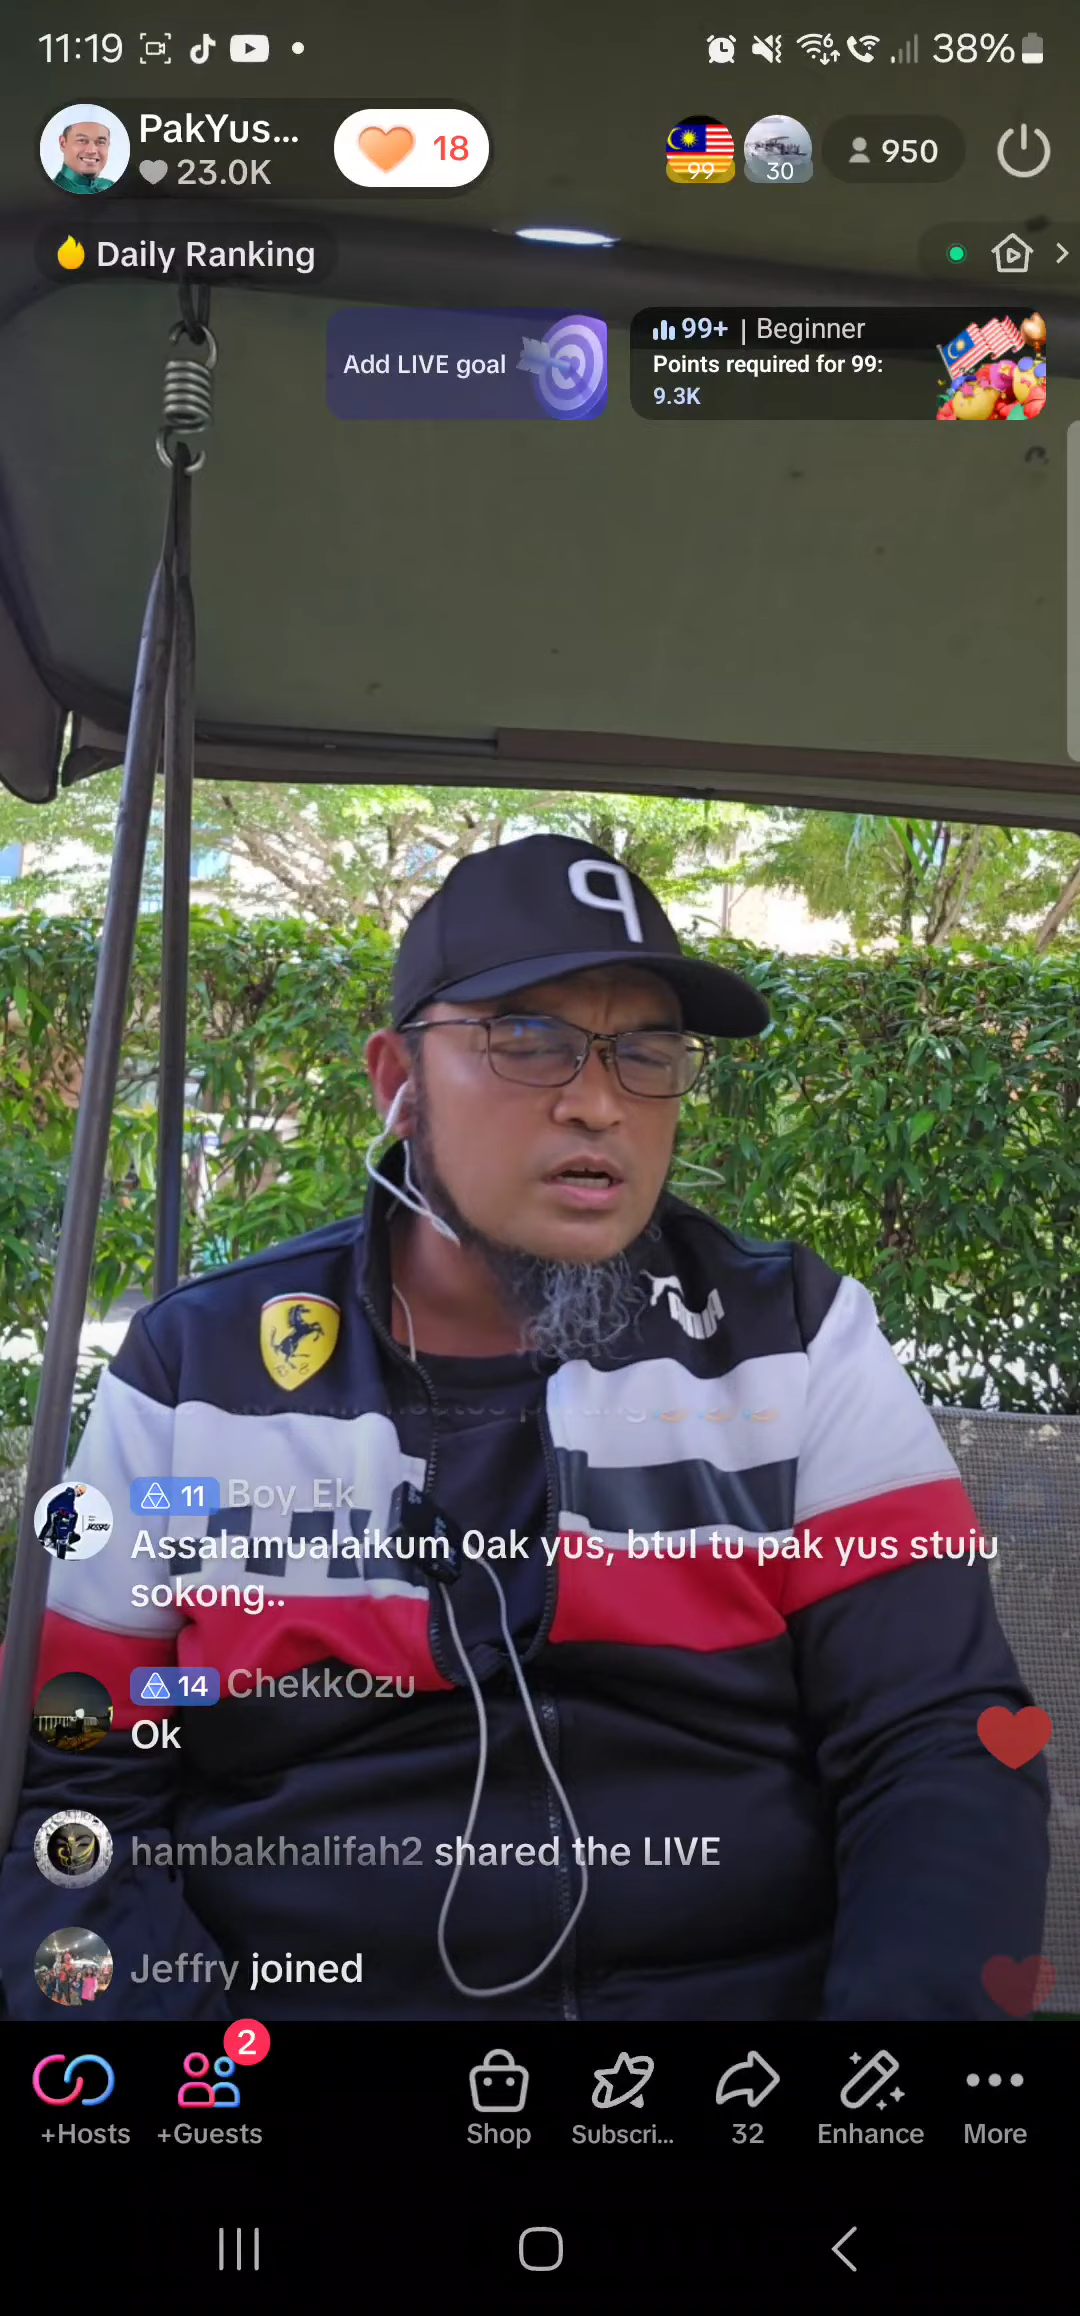 11:19
38%
PakYus...
23.0K
18
99
30
950
Daily Ranking
Add LIVE goal
99+ | Beginner
Points required for 99:
9.3K
11 Boy_Ek
Assalamualaikum 0ak yus, btul tu pak yus stuju
sokong..
14 ChekkOzu
Ok
hambakhalifah2 shared the LIVE
Jeffry joined
2
+Hosts
+Guests
Shop
Subscri...
32
Enhance
More